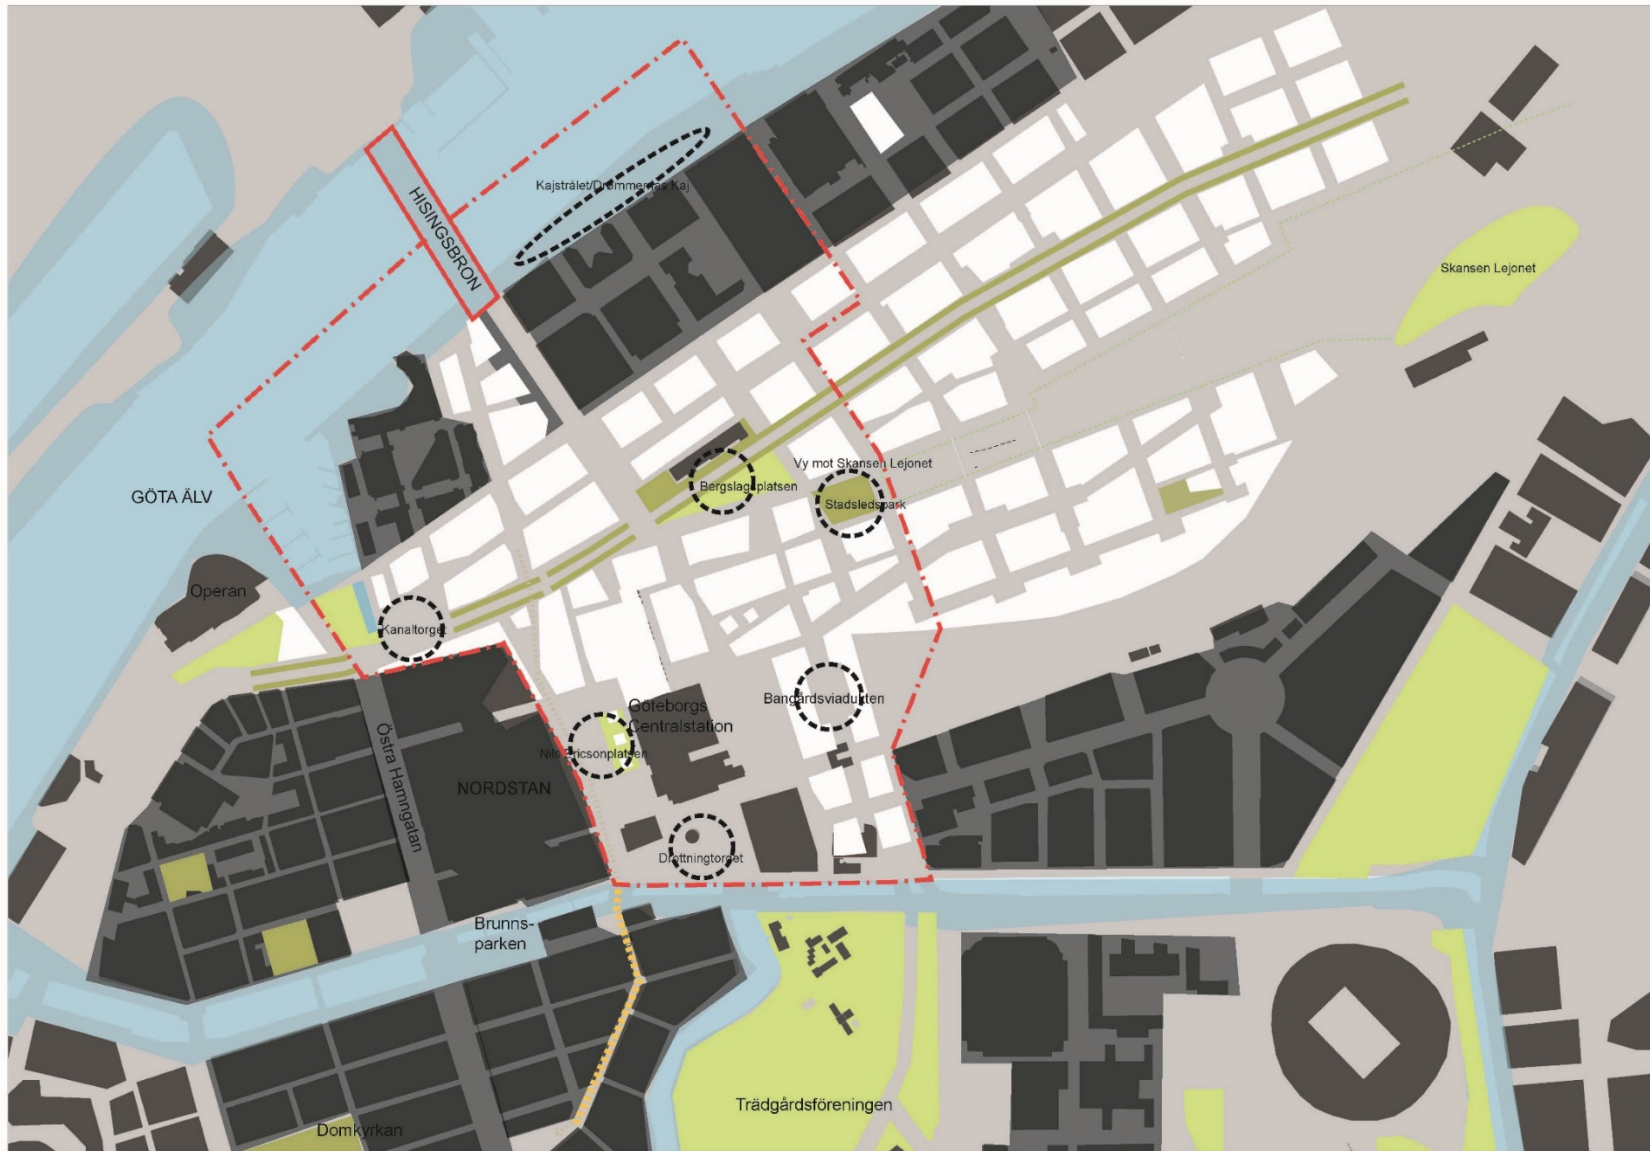 Kajstrålet/Drömmernas Kaj
HISINGSBRON
Skansen Lejonet
Vy mot Skansen Lejonet
Bergslagsplatsen
GÖTA ÄLV
Stadsledspark
Operan
Kanaltorget
Bangårdsviadukten
Göteborgs
Centralstation
Nils Ericsonplatsen
Östra Hamngatan
NORDSTAN
Drottningtorget
Brunns-
parken
Trädgårdsföreningen
Domkyrkan